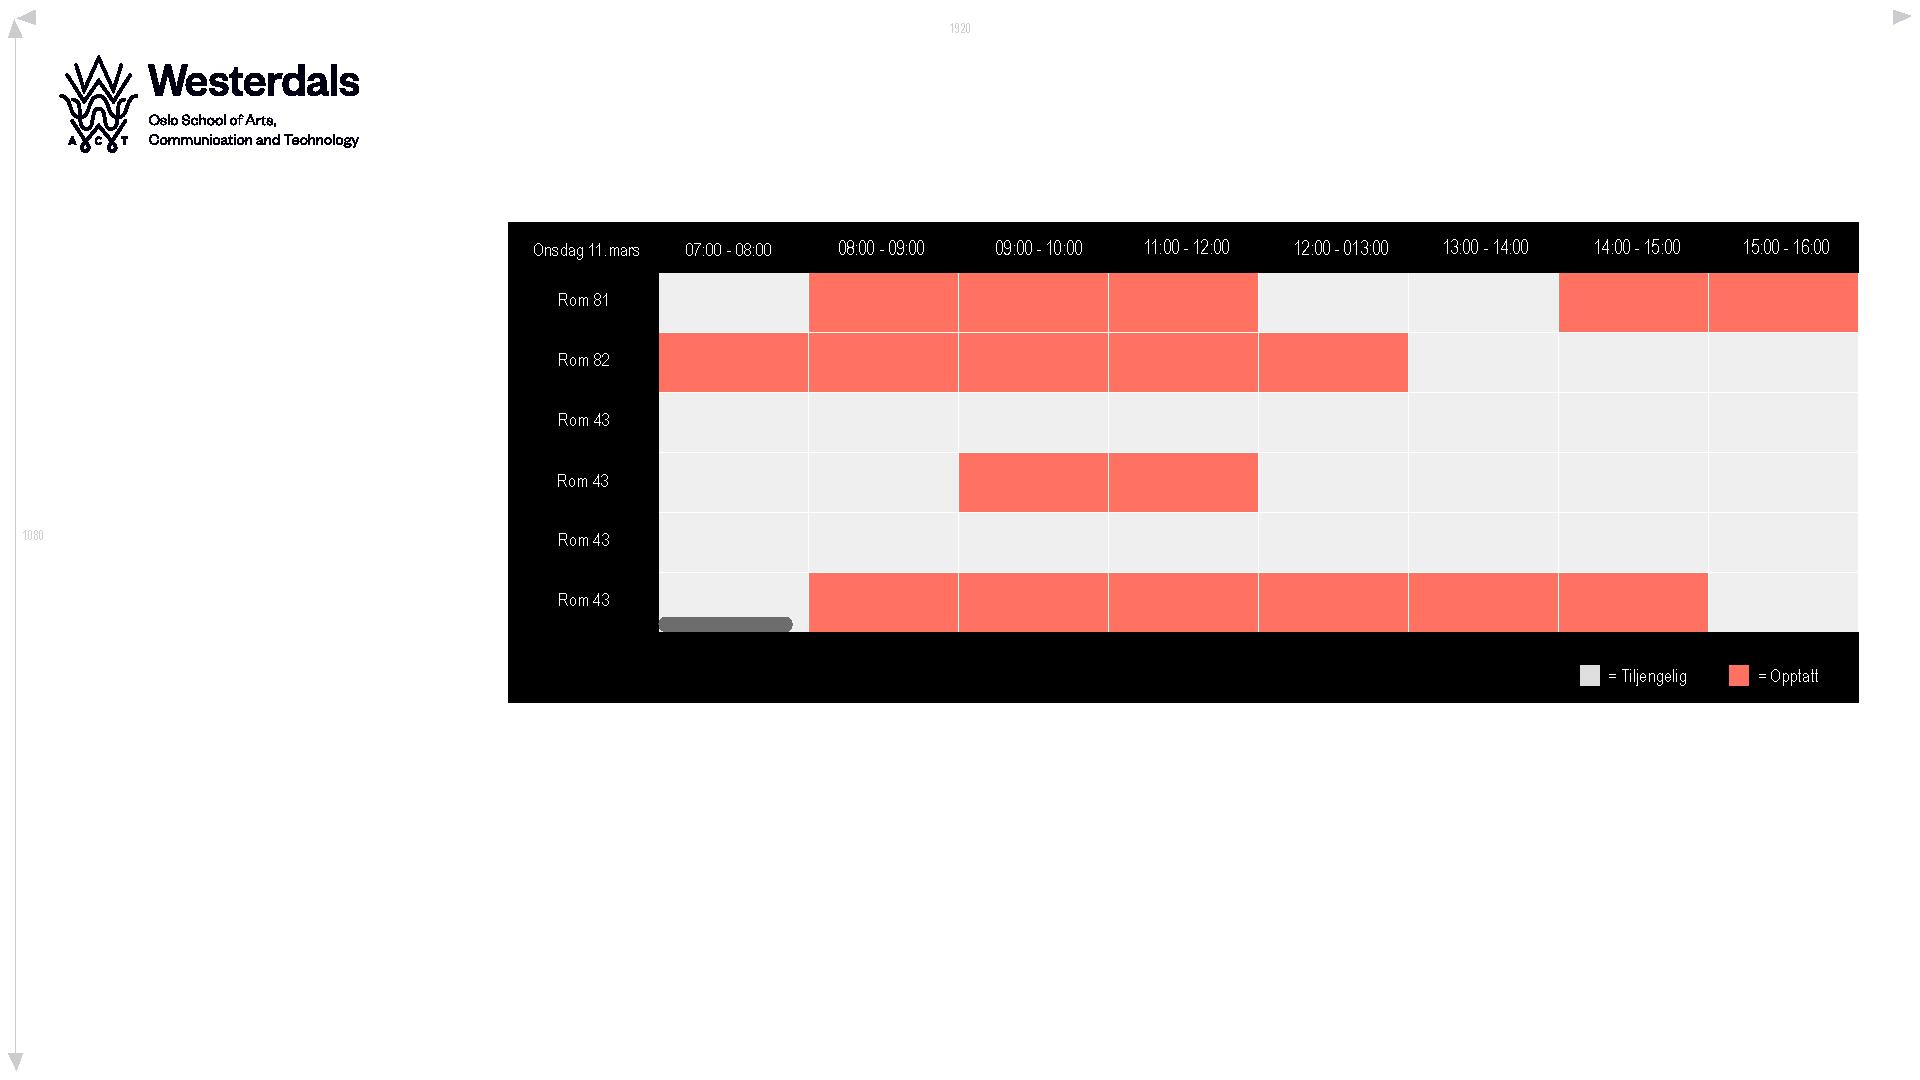 1920
Westerdals
Oslo School of Arts,
Communication and Technology
A C T
Onsdag 11. mars 07:00 - 08:00 08:00 - 09:00 09:00 - 10:00 11:00 - 12:00 12:00 - 013:00 13:00 - 14:00 14:00 - 15:00 15:00 - 16:00
Rom 81
Rom 82
Rom 43
Rom 43
Rom 43
Rom 43
1080
= Tiljengelig = Opptatt